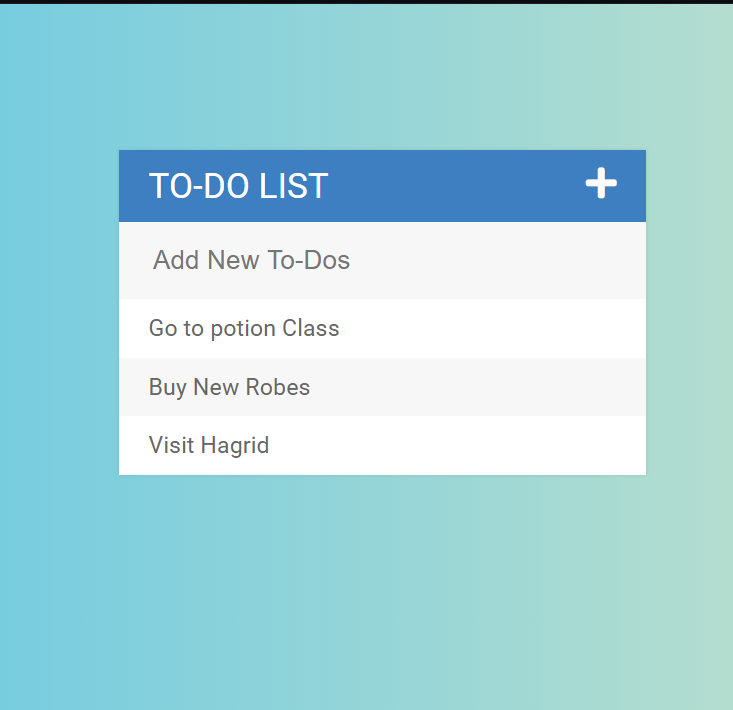 TO-DO LIST
Add New To-Dos
Go to potion Class
Buy New Robes
Visit Hagrid